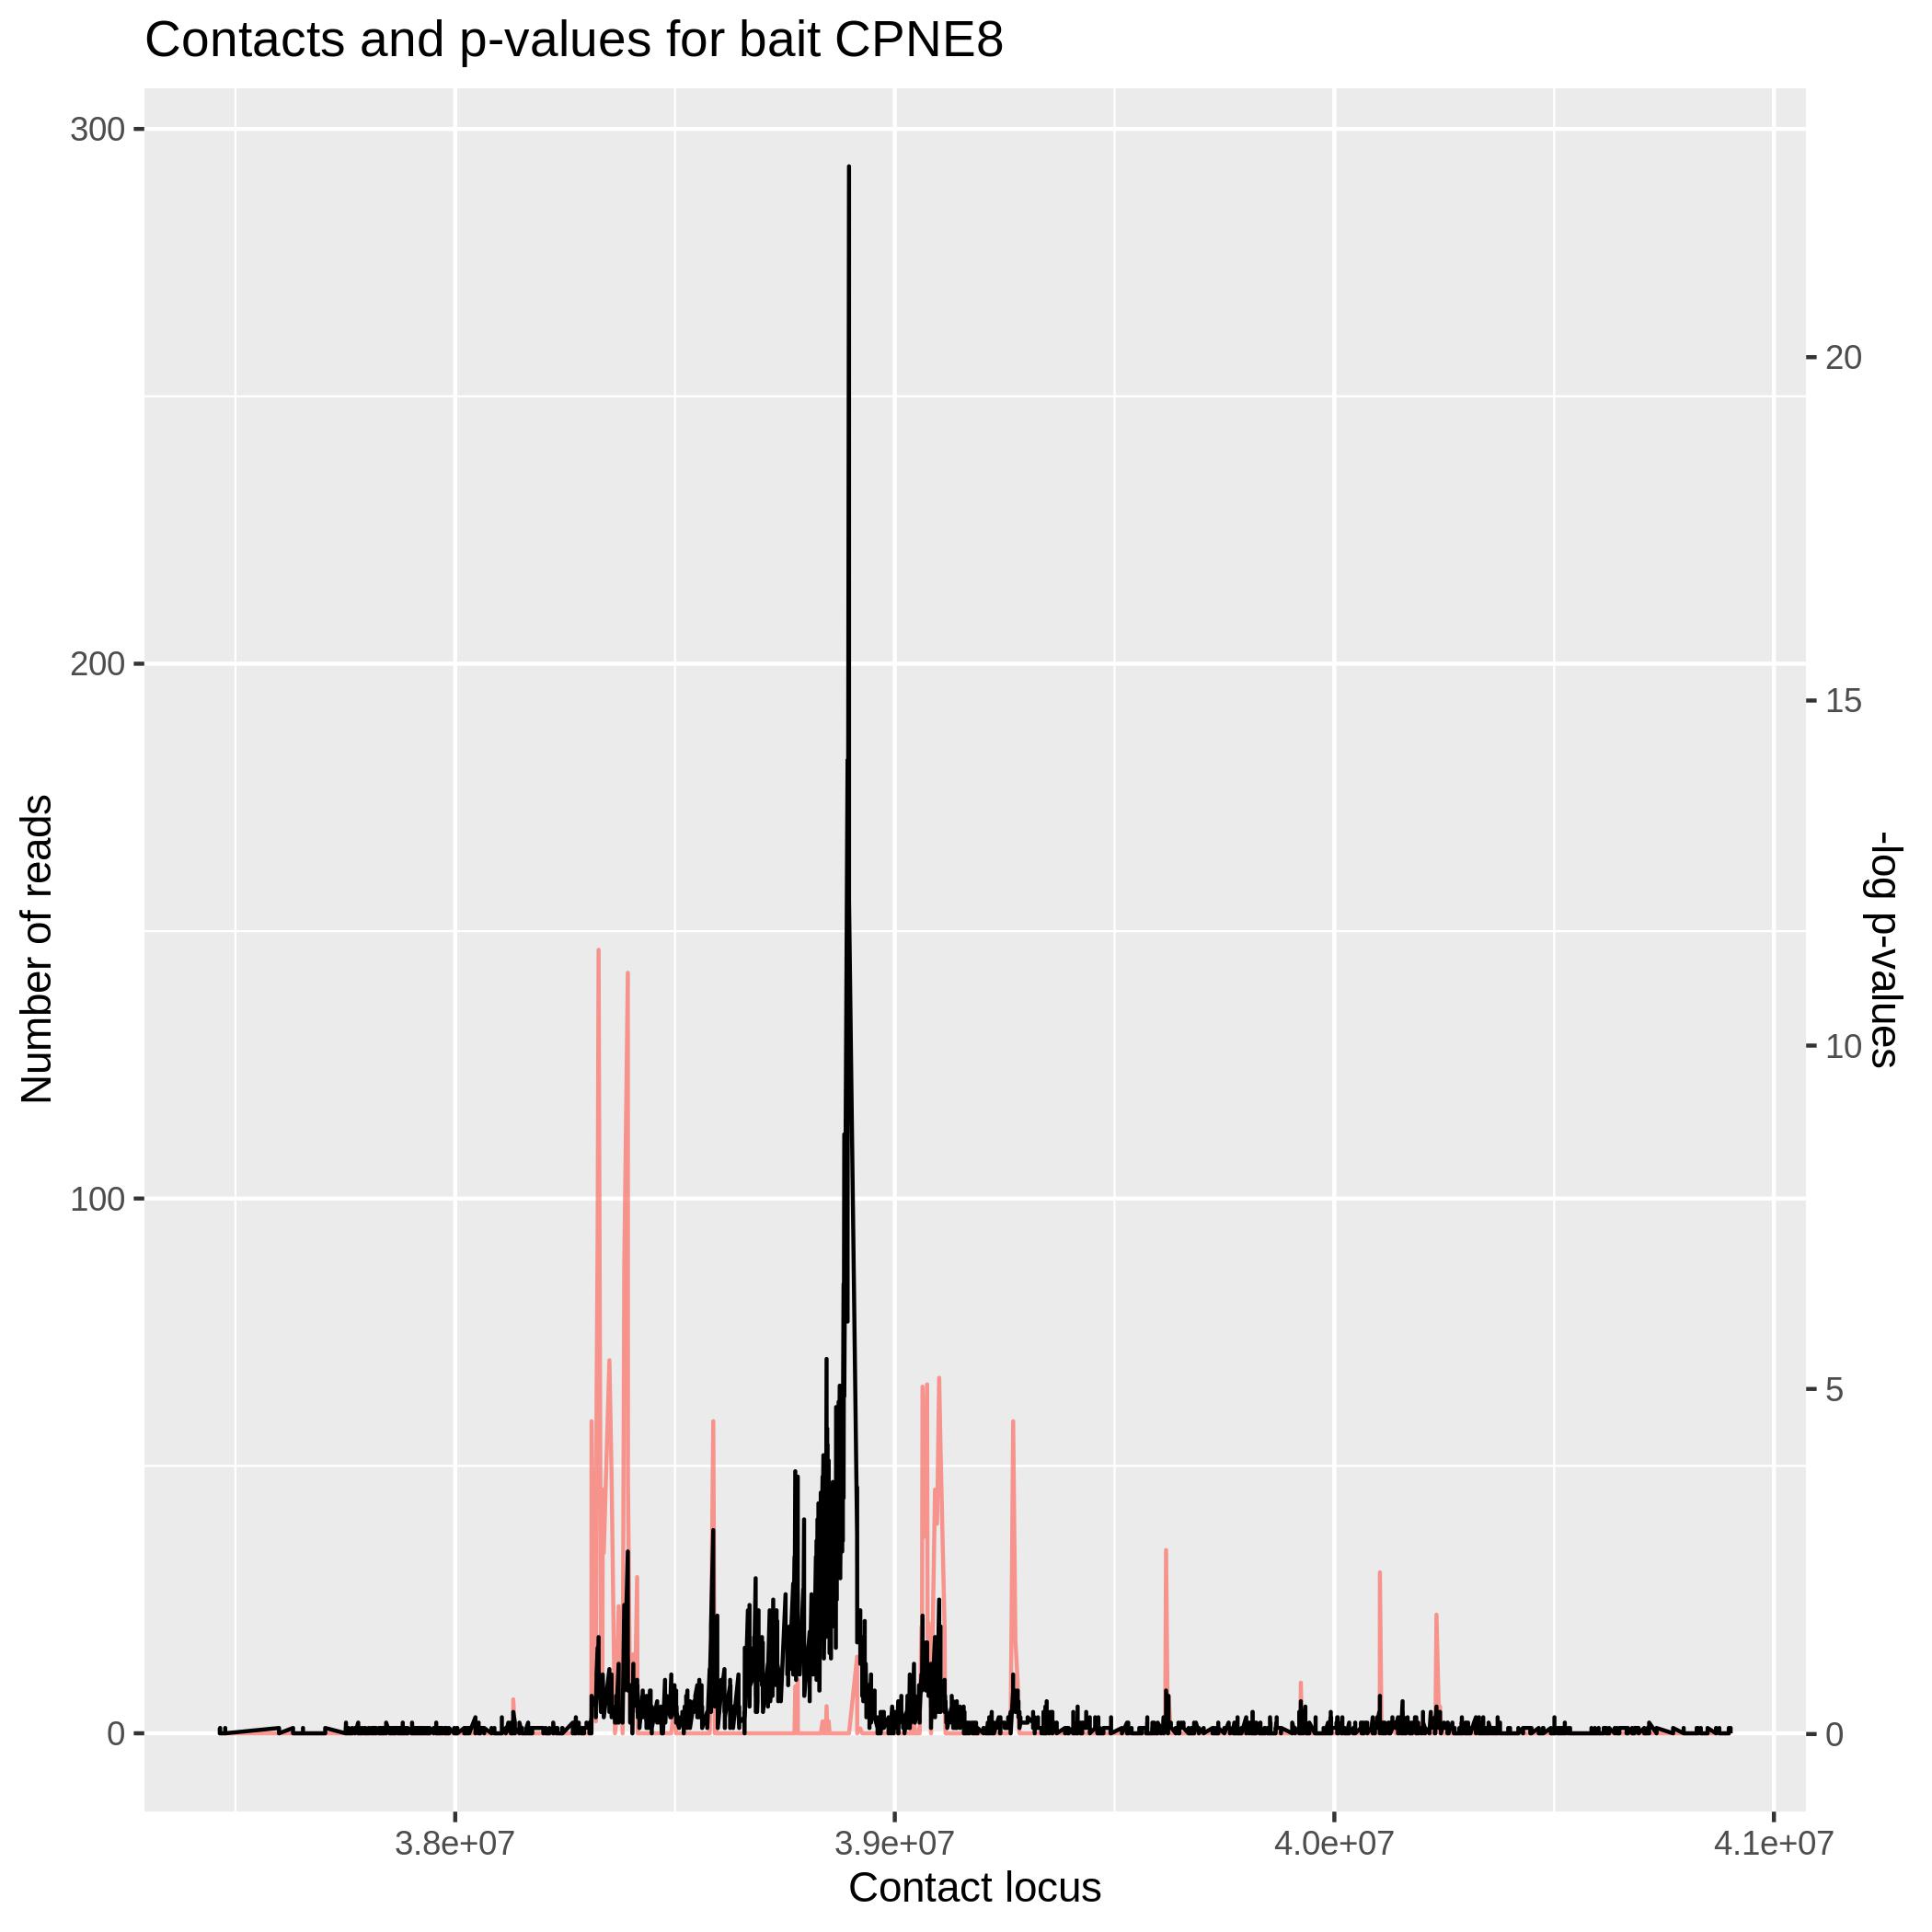 Contacts and p-values for bait CPNE8
300
200
100
0
Number of reads
20
15
10
5
0
-log p-values
3.8e+07
3.9e+07
4.0e+07
4.1e+07
Contact locus